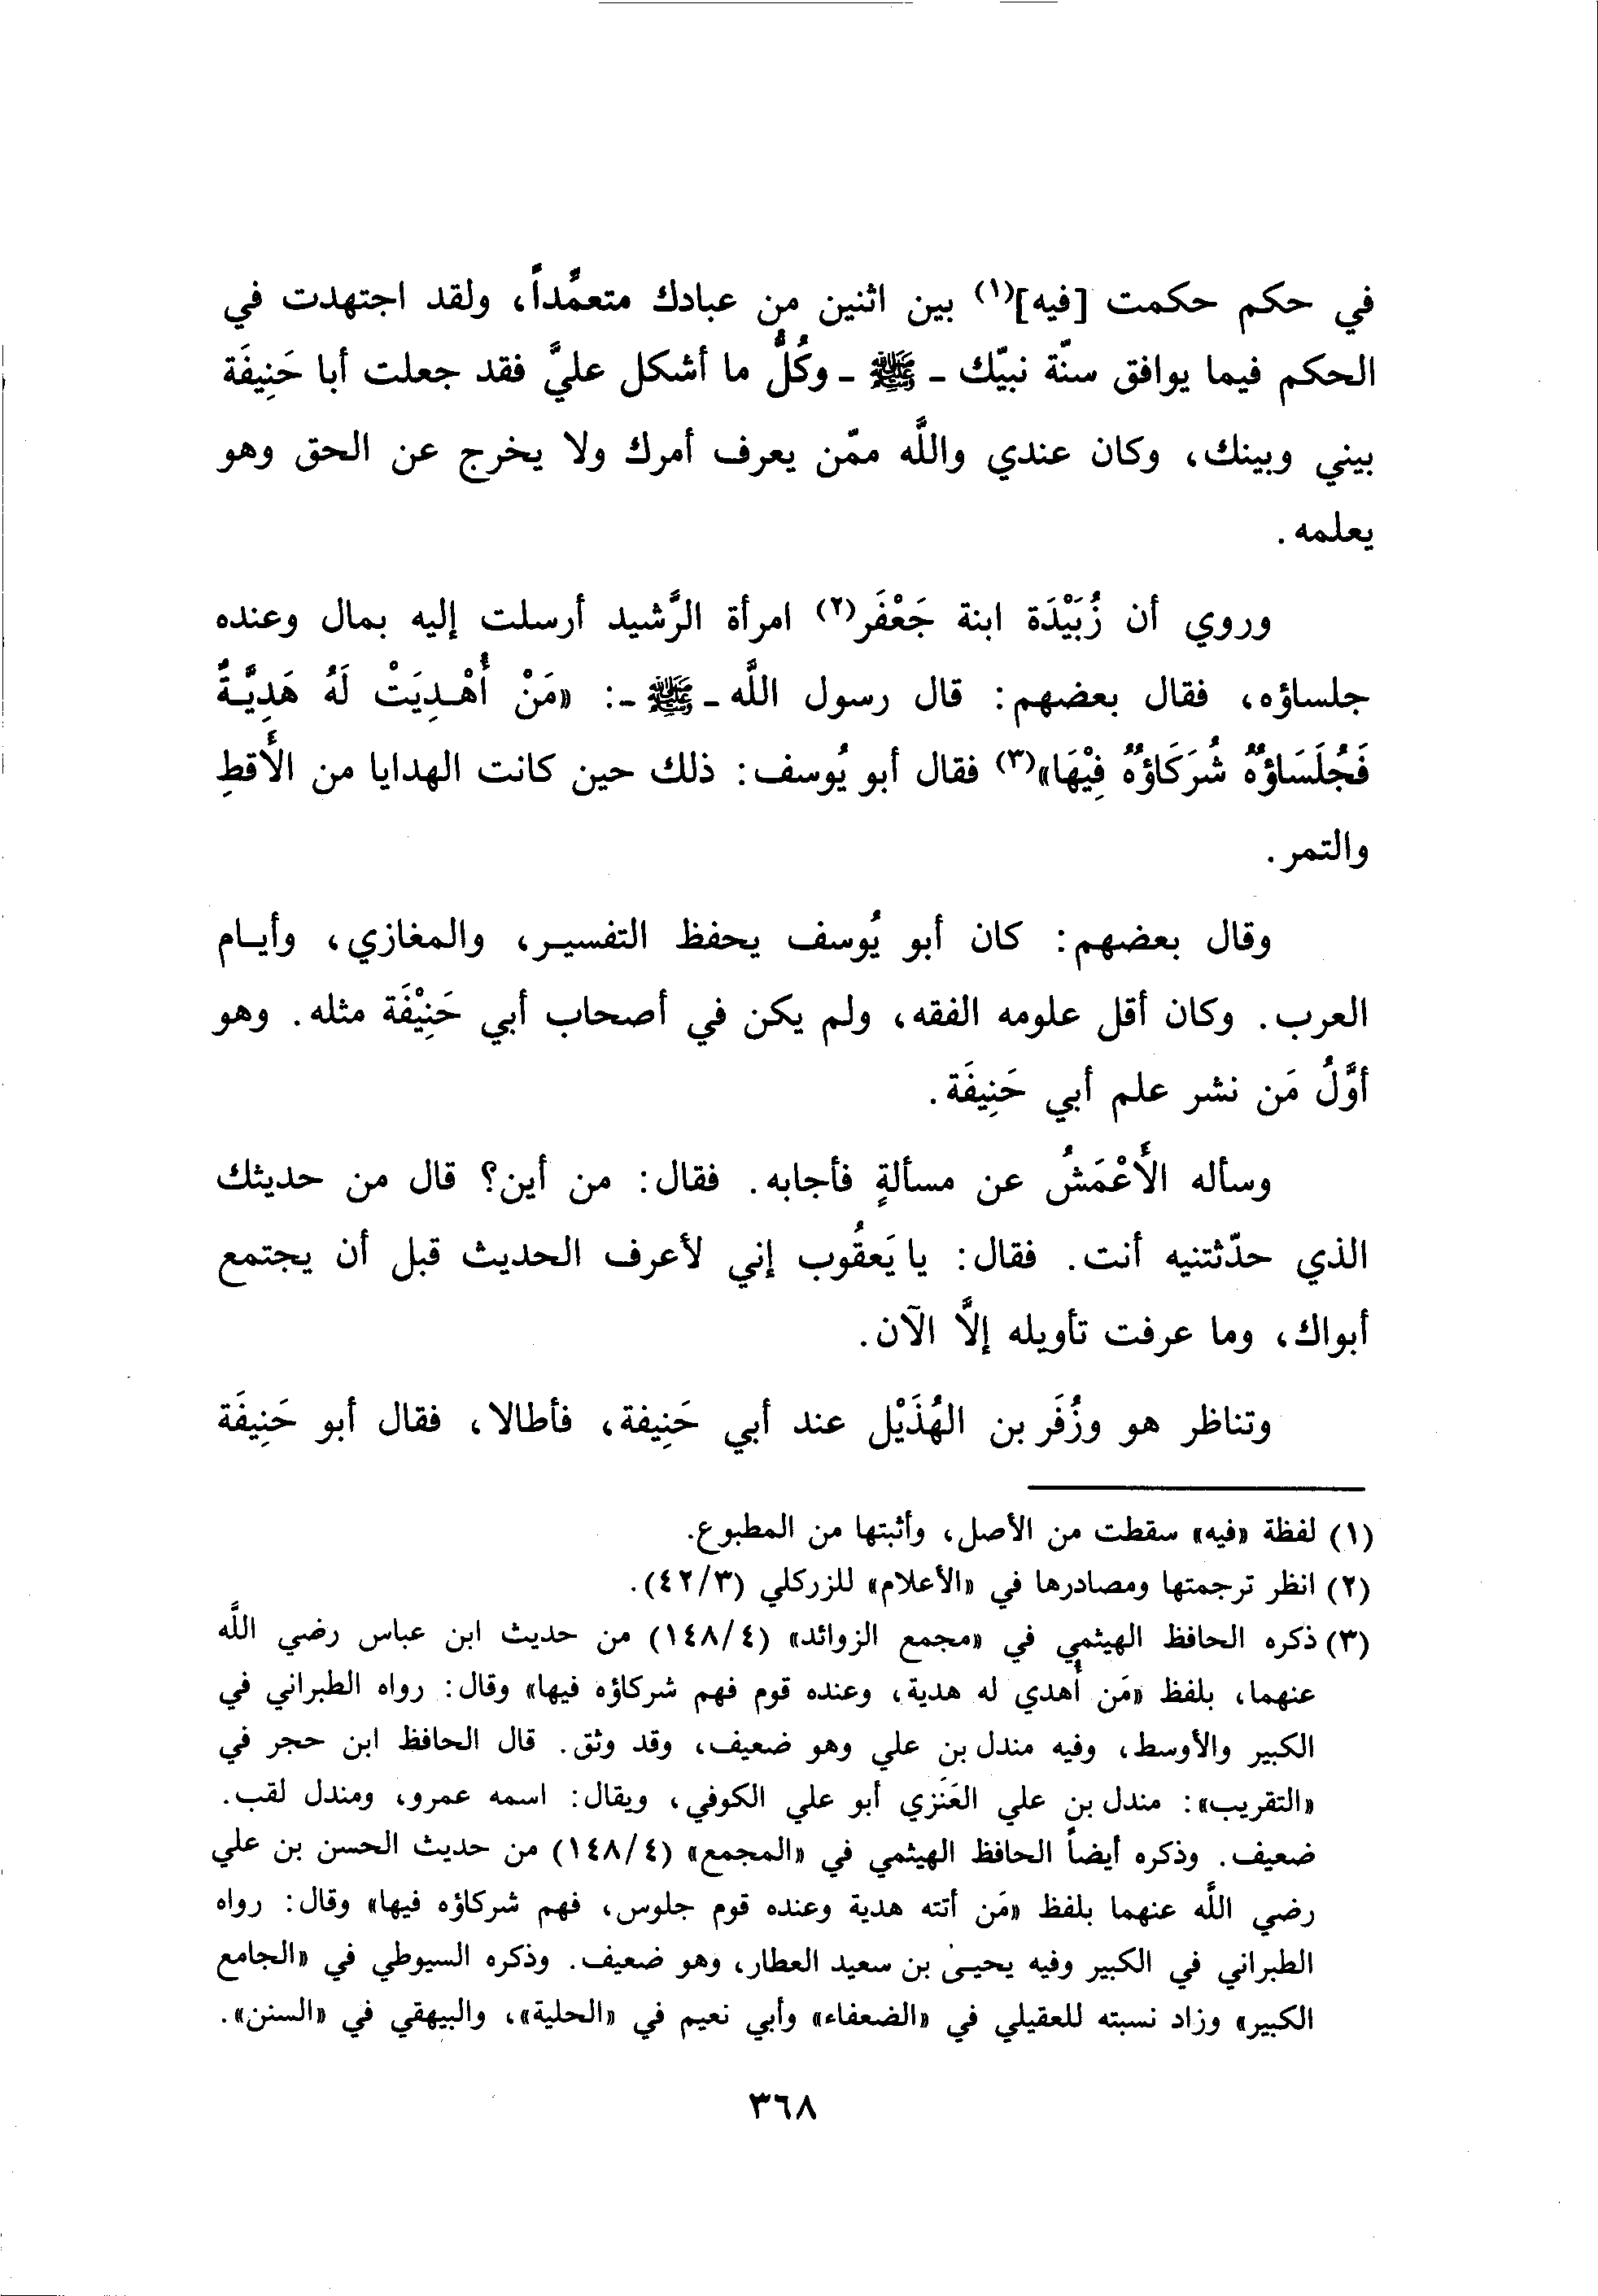 في حكم حكمت [فيه](١) بين اثنين من عبادك متعمِّداً، ولقد اجتهدت في
الحكم فيما يوافق سنّة نبيّك - ﷺ - وكُلُّ ما أشكل عليَّ فقد جعلت أبا حَنِيفَة
بيني وبينك، وكان عندي واللَّه ممّن يعرف أمرك ولا يخرج عن الحق وهو
يعلمه.
وروي أن زُبَيْدَة ابنة جَعْفَر(٢) امرأة الرَّشيد أرسلت إليه بمال وعنده
جلساؤه، فقال بعضهم: قال رسول اللَّه - ﷺ -: «مَنْ أُهْـدِيَتْ لَهُ هَدِيَّـةٌ
فَجُلَسَاؤُهُ شُرَكَاؤُهُ فِيْهَا»(٣) فقال أبو يُوسف: ذلك حين كانت الهدايا من الأَقطِ
والتمر.
وقال بعضهم: كان أبو يُوسف يحفظ التفسيـر، والمغازي، وأيـام
العرب. وكان أقل علومه الفقه، ولم يكن في أصحاب أبي حَنِيْفَة مثله. وهو
أوَّلُ مَن نشر علم أبي حَنِيفَة.
وسأله الأَعْمَشُ عن مسألةٍ فأجابه. فقال: من أين؟ قال من حديثك
الذي حدّثتنيه أنت. فقال: يا يَعقُوب إني لأعرف الحديث قبل أن يجتمع
أبواك، وما عرفت تأويله إلَّا الآن.
وتناظر هو وزُفَر بن الهُذَيْل عند أبي حَنِيفة، فأطالا، فقال أبو حَنِيفَة
(١) لفظة «فيه» سقطت من الأصل، وأثبتها من المطبوع.
(٢) انظر ترجمتها ومصادرها في «الأعلام» للزركلي (٤٢/٣).
(٣) ذكره الحافظ الهيثمي في «مجمع الزوائد» (١٤٨/٤) من حديث ابن عباس رضي اللَّه
عنهما، بلفظ «مَن أُهدي له هدية، وعنده قوم فهم شركاؤه فيها» وقال: رواه الطبراني في
الكبير والأوسط، وفيه مندل بن علي وهو ضعيف، وقد وثق. قال الحافظ ابن حجر في
«التقريب»: مندل بن علي العَنَزي أبو علي الكوفي، ويقال: اسمه عمرو، ومندل لقب.
ضعيف. وذكره أيضاً الحافظ الهيثمي في «المجمع» (١٤٨/٤) من حديث الحسن بن علي
رضي اللَّه عنهما بلفظ «مَن أتته هدية وعنده قوم جلوس، فهم شركاؤه فيها» وقال: رواه
الطبراني في الكبير وفيه يحيـى بن سعيد العطار، وهو ضعيف. وذكره السيوطي في «الجامع
الكبير» وزاد نسبته للعقيلي في «الضعفاء» وأبي نعيم في «الحلية»، والبيهقي في «السنن».
٣٦٨